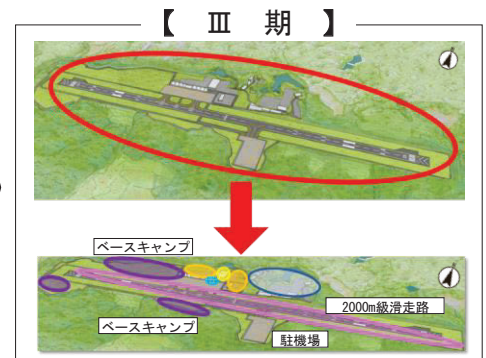 【 Ⅲ 期 】
ベースキャンプ
2000m級滑走路
ベースキャンプ
駐機場